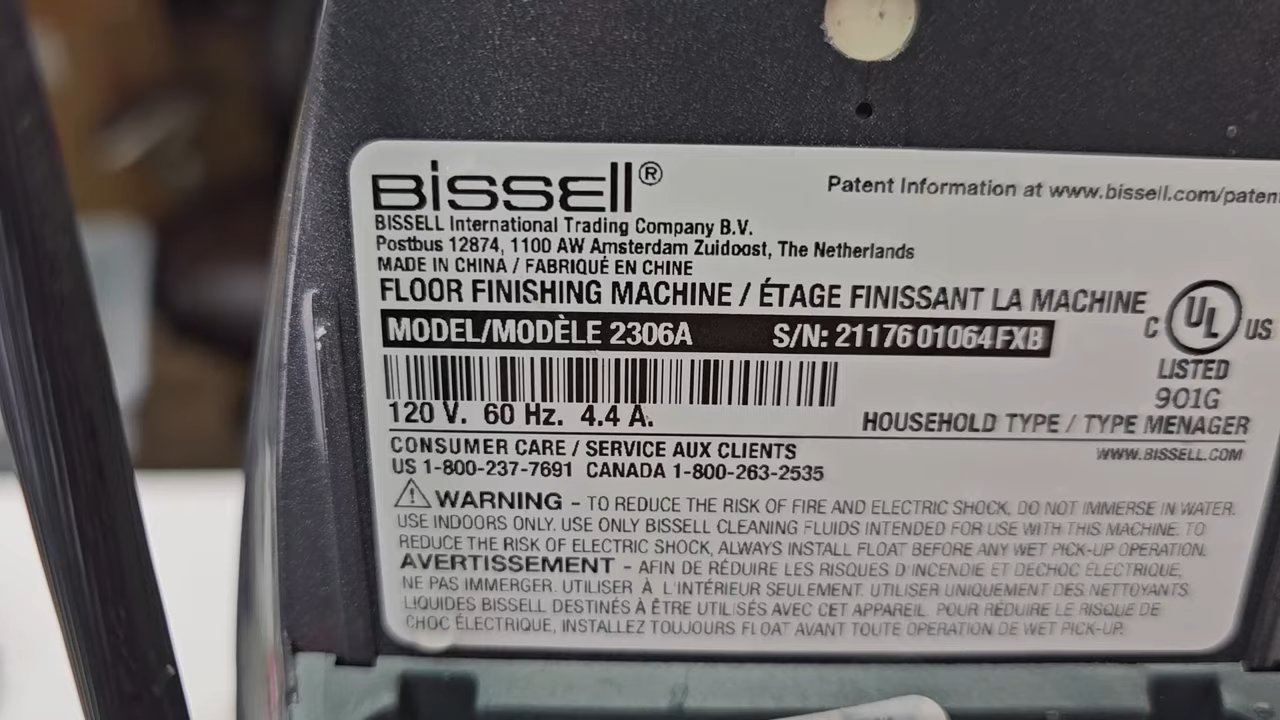 BISSELL®
Patent Information at www.bissell.com/paten
BISSELL International Trading Company B.V.
Postbus 12874, 1100 AW Amsterdam Zuidoost, The Netherlands
MADE IN CHINA / FABRIQUÉ EN CHINE
FLOOR FINISHING MACHINE / ÉTAGE FINISSANT LA MACHINE
MODEL/MODÈLE 2306A S/N: 2117601064FXB
C UL US
LISTED
901G
120 V. 60 Hz. 4.4 A.
HOUSEHOLD TYPE / TYPE MENAGER
CONSUMER CARE / SERVICE AUX CLIENTS
WWW.BISSELL.COM
US 1-800-237-7691 CANADA 1-800-263-2535
WARNING - TO REDUCE THE RISK OF FIRE AND ELECTRIC SHOCK, DO NOT IMMERSE IN WATER.
USE INDOORS ONLY. USE ONLY BISSELL CLEANING FLUIDS INTENDED FOR USE WITH THIS MACHINE. TO
REDUCE THE RISK OF ELECTRIC SHOCK, ALWAYS INSTALL FLOAT BEFORE ANY WET PICK-UP OPERATION.
AVERTISSEMENT - AFIN DE RÉDUIRE LES RISQUES D'INCENDIE ET DECHOC ÉLECTRIQUE,
NE PAS IMMERGER. UTILISER À L'INTÉRIEUR SEULEMENT. UTILISER UNIQUEMENT DES NETTOYANTS
LIQUIDES BISSELL DESTINÉS À ÊTRE UTILISÉS AVEC CET APPAREIL. POUR RÉDUIRE LE RISQUE DE
CHOC ÉLECTRIQUE, INSTALLEZ TOUJOURS FLOAT AVANT TOUTE OPERATION DE WET PICK-UP.